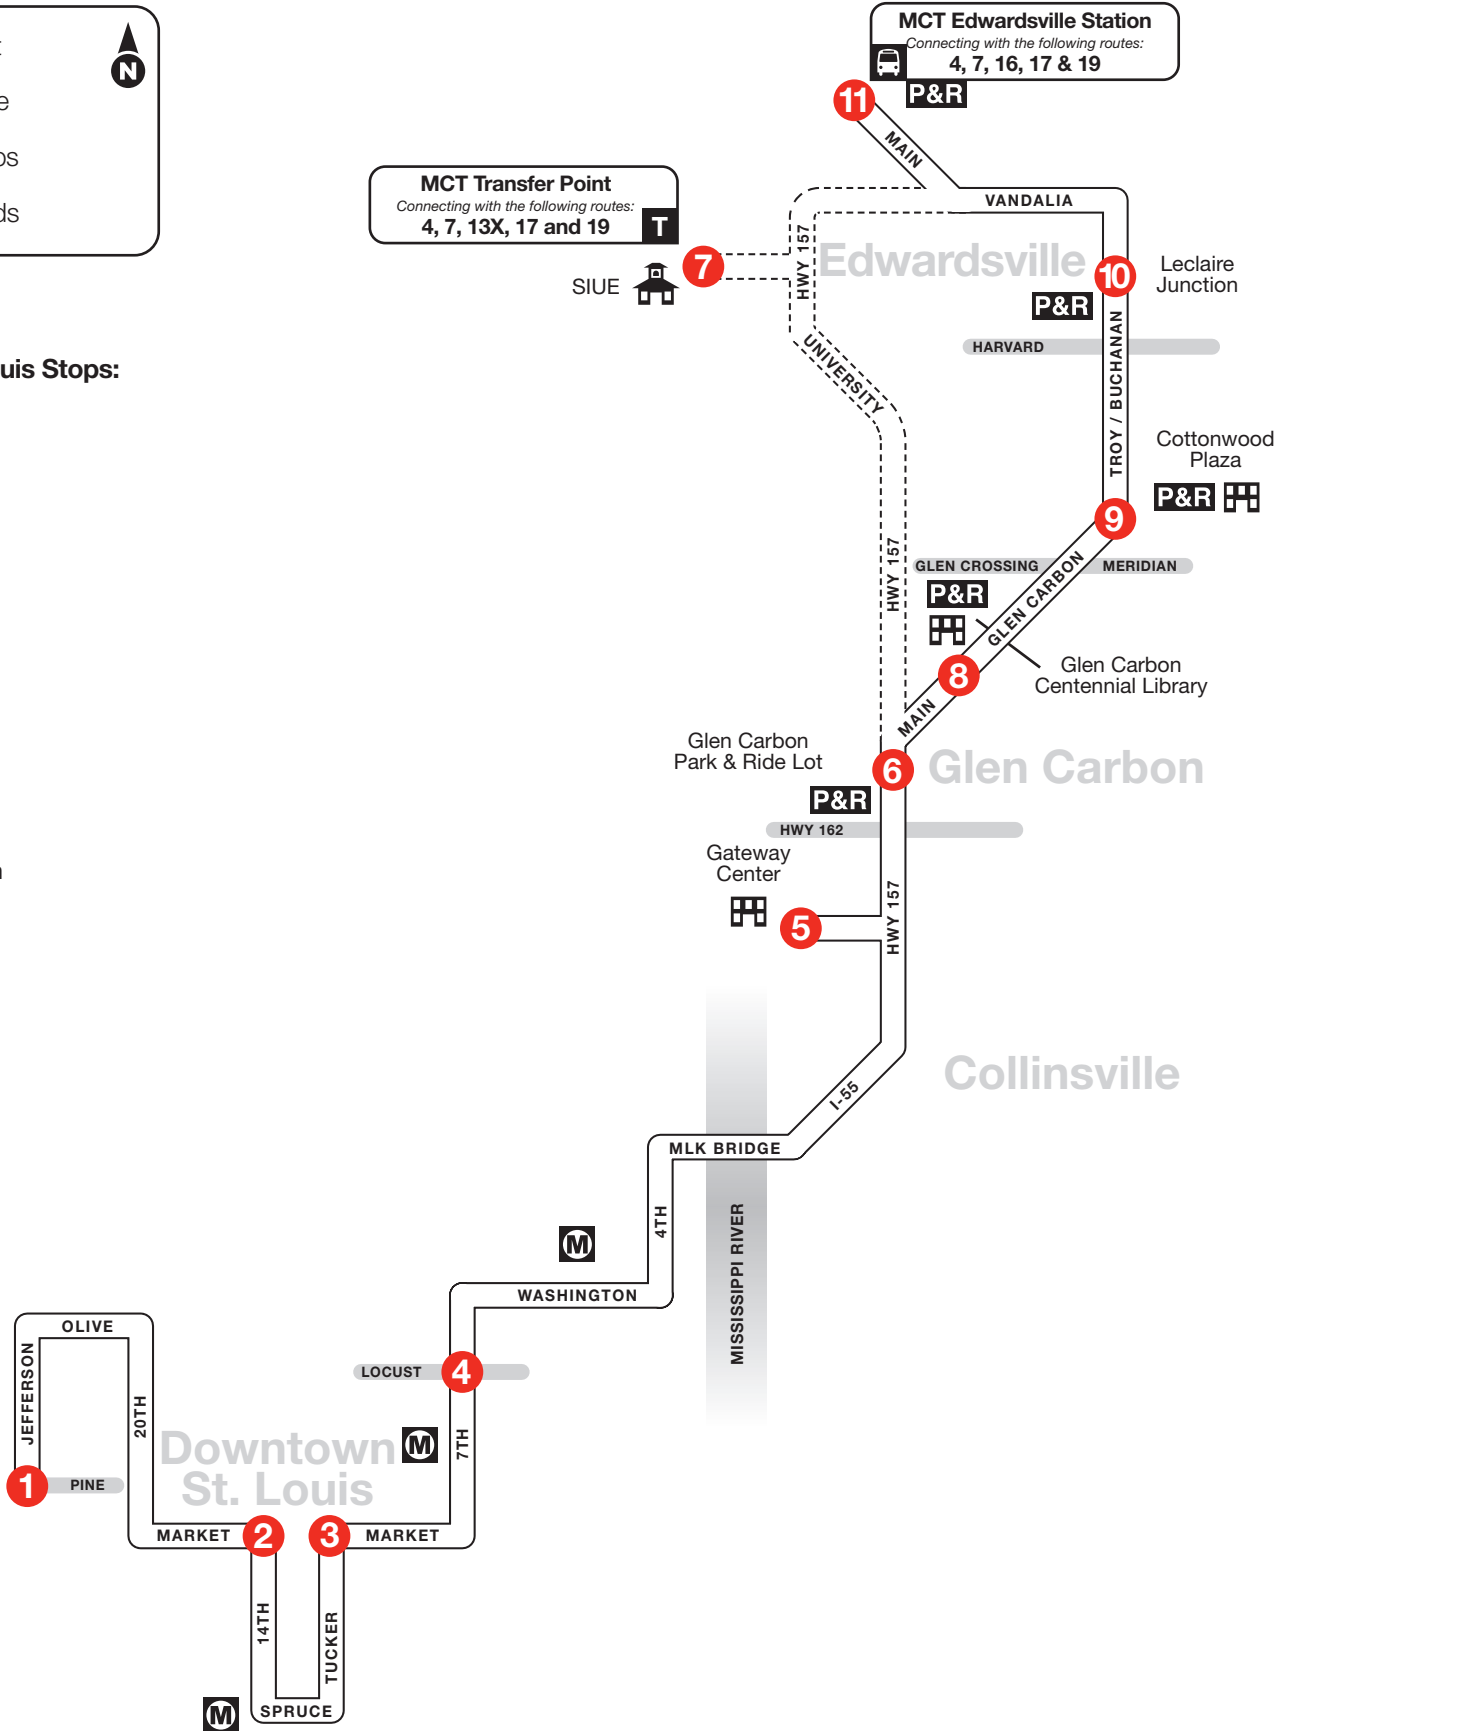 N
MCT Edwardsville Station
Connecting with the following routes:
4, 7, 16, 17 & 19
P&R
11
MAIN
VANDALIA
MCT Transfer Point
Connecting with the following routes:
4, 7, 13X, 17 and 19
T
SIUE
7
HWY 157
Edwardsville
10
Leclaire
Junction
P&R
HARVARD
UNIVERSITY
TROY / BUCHANAN
uis Stops:
Cottonwood
Plaza
P&R
9
HWY 157
GLEN CROSSING
MERIDIAN
P&R
GLEN CARBON
8
Glen Carbon
Centennial Library
MAIN
Glen Carbon
Park & Ride Lot
6
Glen Carbon
P&R
HWY 162
Gateway
Center
5
HWY 157
Collinsville
I-55
MLK BRIDGE
4TH
MISSISSIPPI RIVER
M
WASHINGTON
OLIVE
JEFFERSON
20TH
LOCUST
4
7TH
Downtown
St. Louis
M
1
PINE
MARKET
2
3
MARKET
14TH
TUCKER
SPRUCE
M